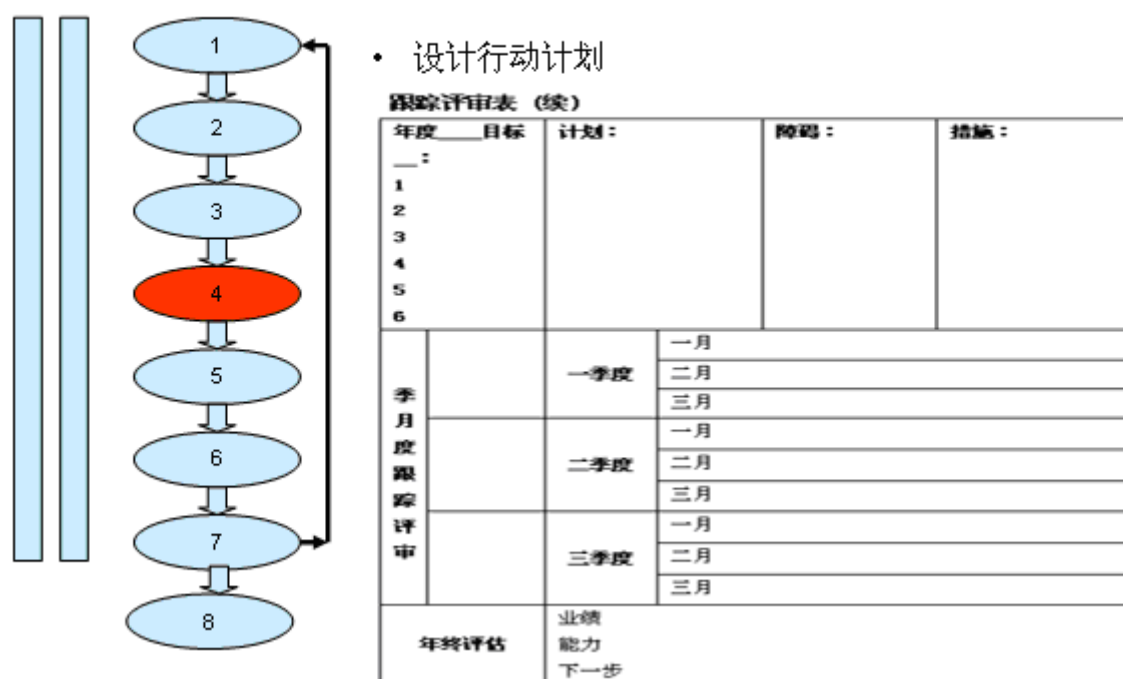 1
2
3
4
5
6
7
8
• 设计行动计划
跟踪评审表（续）
年度____目标 计划： 障碍： 措施：
__：
1
2
3
4
5
6
季月度跟踪评审
一季度
一月
二月
三月
二季度
一月
二月
三月
三季度
一月
二月
三月
年终评估
业绩
能力
下一步